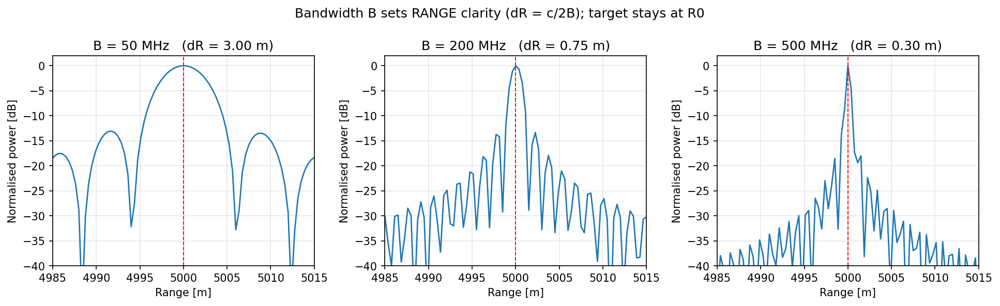 Bandwidth B sets RANGE clarity (dR = c/2B); target stays at R0
B = 50 MHz   (dR = 3.00 m)
0
−5
−10
−15
−20
−25
−30
−35
−40
Normalised power [dB]
4985 4990 4995 5000 5005 5010 5015
Range [m]
B = 200 MHz   (dR = 0.75 m)
0
−5
−10
−15
−20
−25
−30
−35
−40
Normalised power [dB]
4985 4990 4995 5000 5005 5010 5015
Range [m]
B = 500 MHz   (dR = 0.30 m)
0
−5
−10
−15
−20
−25
−30
−35
−40
Normalised power [dB]
4985 4990 4995 5000 5005 5010 5015
Range [m]